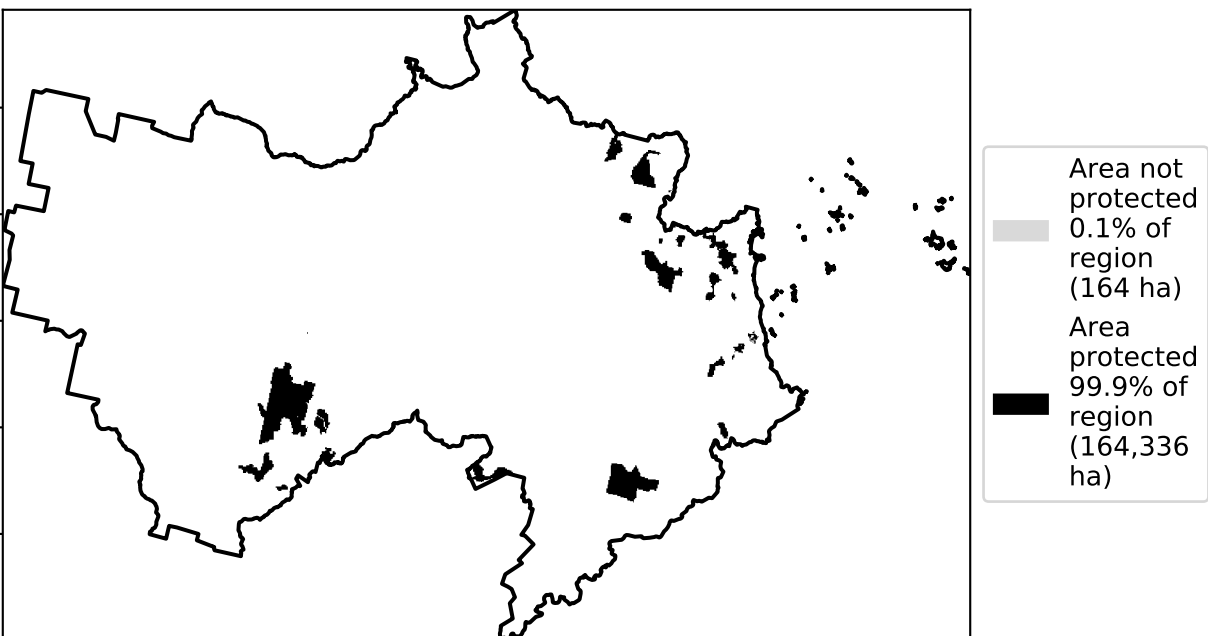 Area not
protected
0.1% of
region
(164 ha)
Area
protected
99.9% of
region
(164,336
ha)